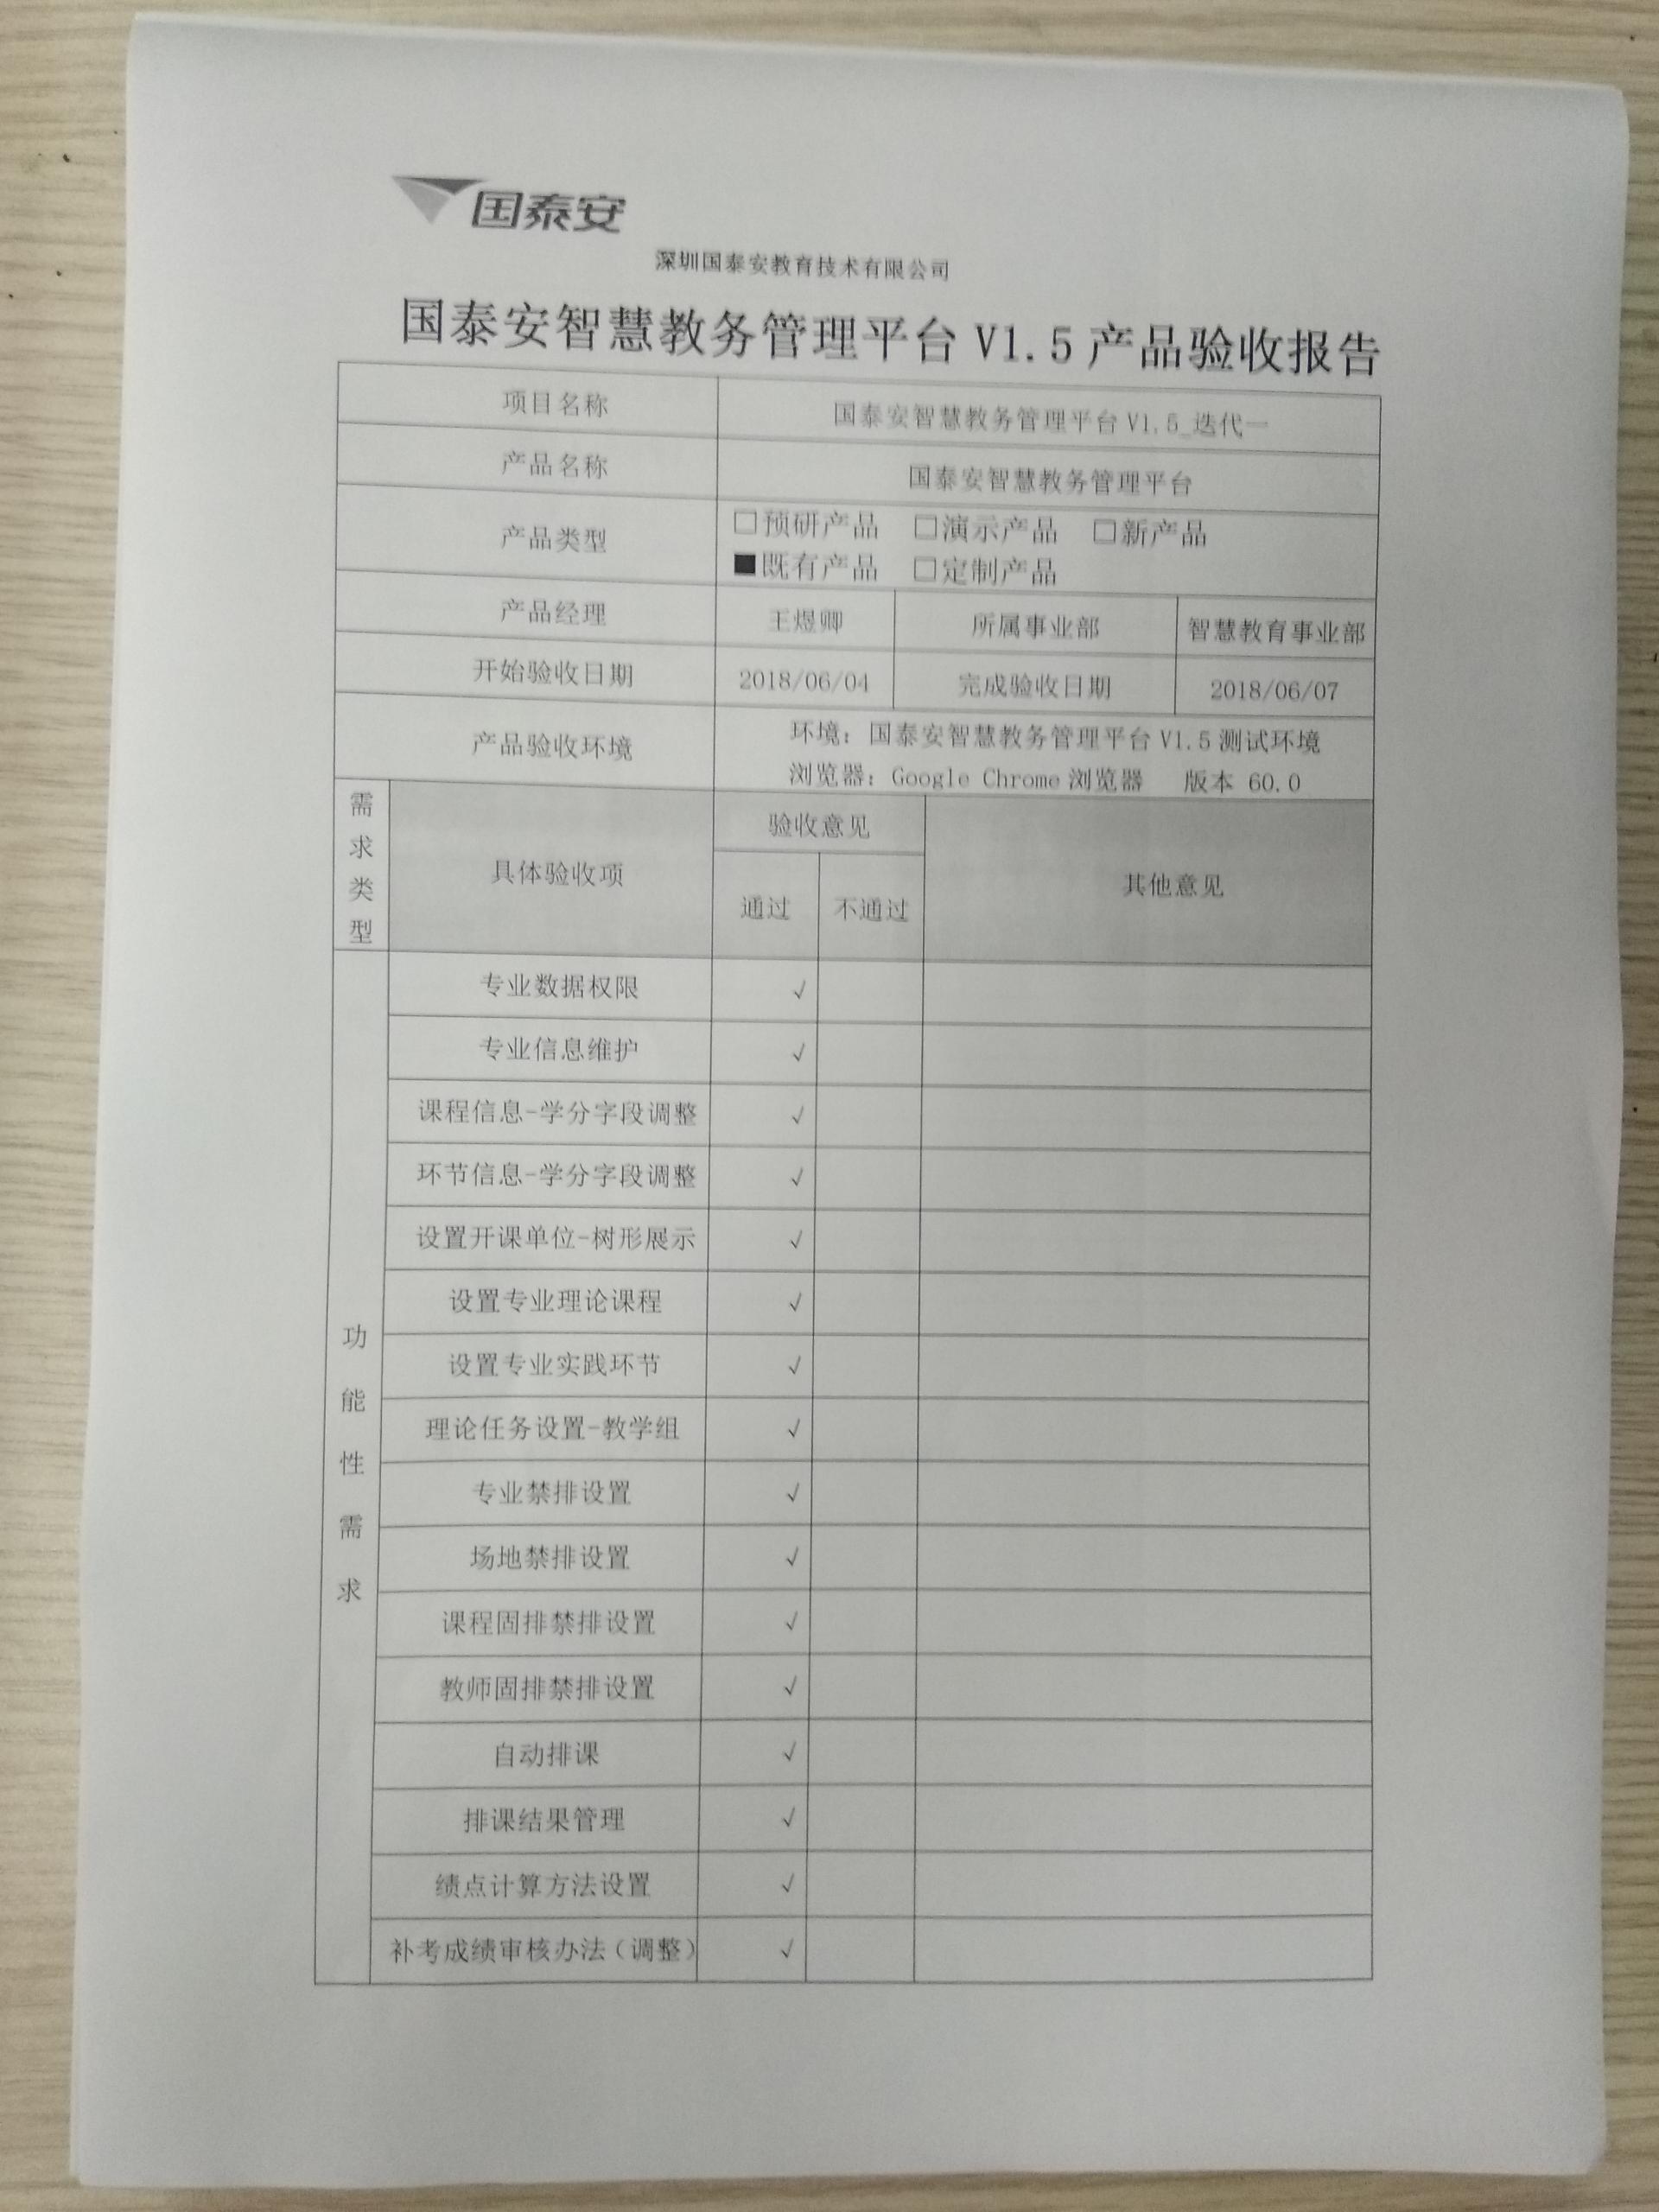 国泰安
深圳国泰安教育技术有限公司
国泰安智慧教务管理平台 V1.5 产品验收报告
项目名称 国泰安智慧教务管理平台 V1.5_迭代一
产品名称 国泰安智慧教务管理平台
产品类型 □预研产品 □演示产品 □新产品
■既有产品 □定制产品
产品经理 王煜卿 所属事业部 智慧教育事业部
开始验收日期 2018/06/04 完成验收日期 2018/06/07
产品验收环境 环境：国泰安智慧教务管理平台 V1.5 测试环境
浏览器：Google Chrome 浏览器 版本 60.0
需求类型 具体验收项 验收意见 其他意见
通过 不通过
功能性需求
专业数据权限 √
专业信息维护 √
课程信息-学分字段调整 √
环节信息-学分字段调整 √
设置开课单位-树形展示 √
设置专业理论课程 √
设置专业实践环节 √
理论任务设置-教学组 √
专业禁排设置 √
场地禁排设置 √
课程固排禁排设置 √
教师固排禁排设置 √
自动排课 √
排课结果管理 √
绩点计算方法设置 √
补考成绩审核办法（调整） √